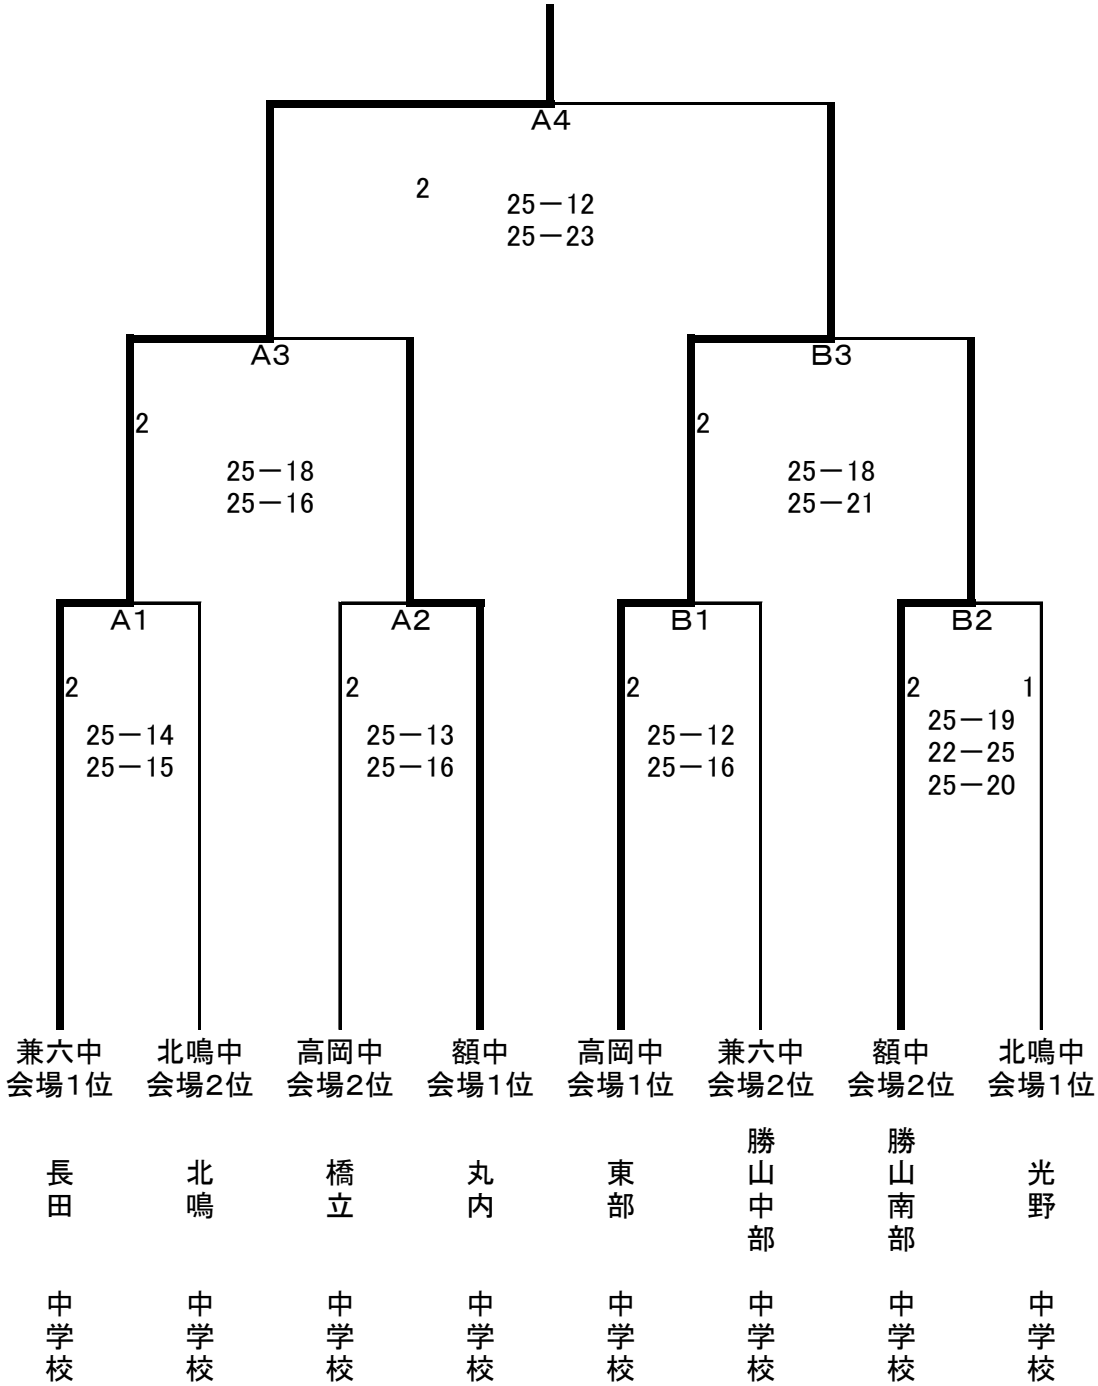 A4
2
25－12
25－23
A3
B3
2
2
25－18
25－16
25－18
25－21
A1
A2
B1
B2
2
2
2
2
1
25－14
25－15
25－13
25－16
25－12
25－16
25－19
22－25
25－20
兼六中
会場1位
北鳴中
会場2位
高岡中
会場2位
額中
会場1位
高岡中
会場1位
兼六中
会場2位
額中
会場2位
北鳴中
会場1位
長田 中学校
北鳴 中学校
橋立 中学校
丸内 中学校
東部 中学校
勝山中部 中学校
勝山南部 中学校
光野 中学校